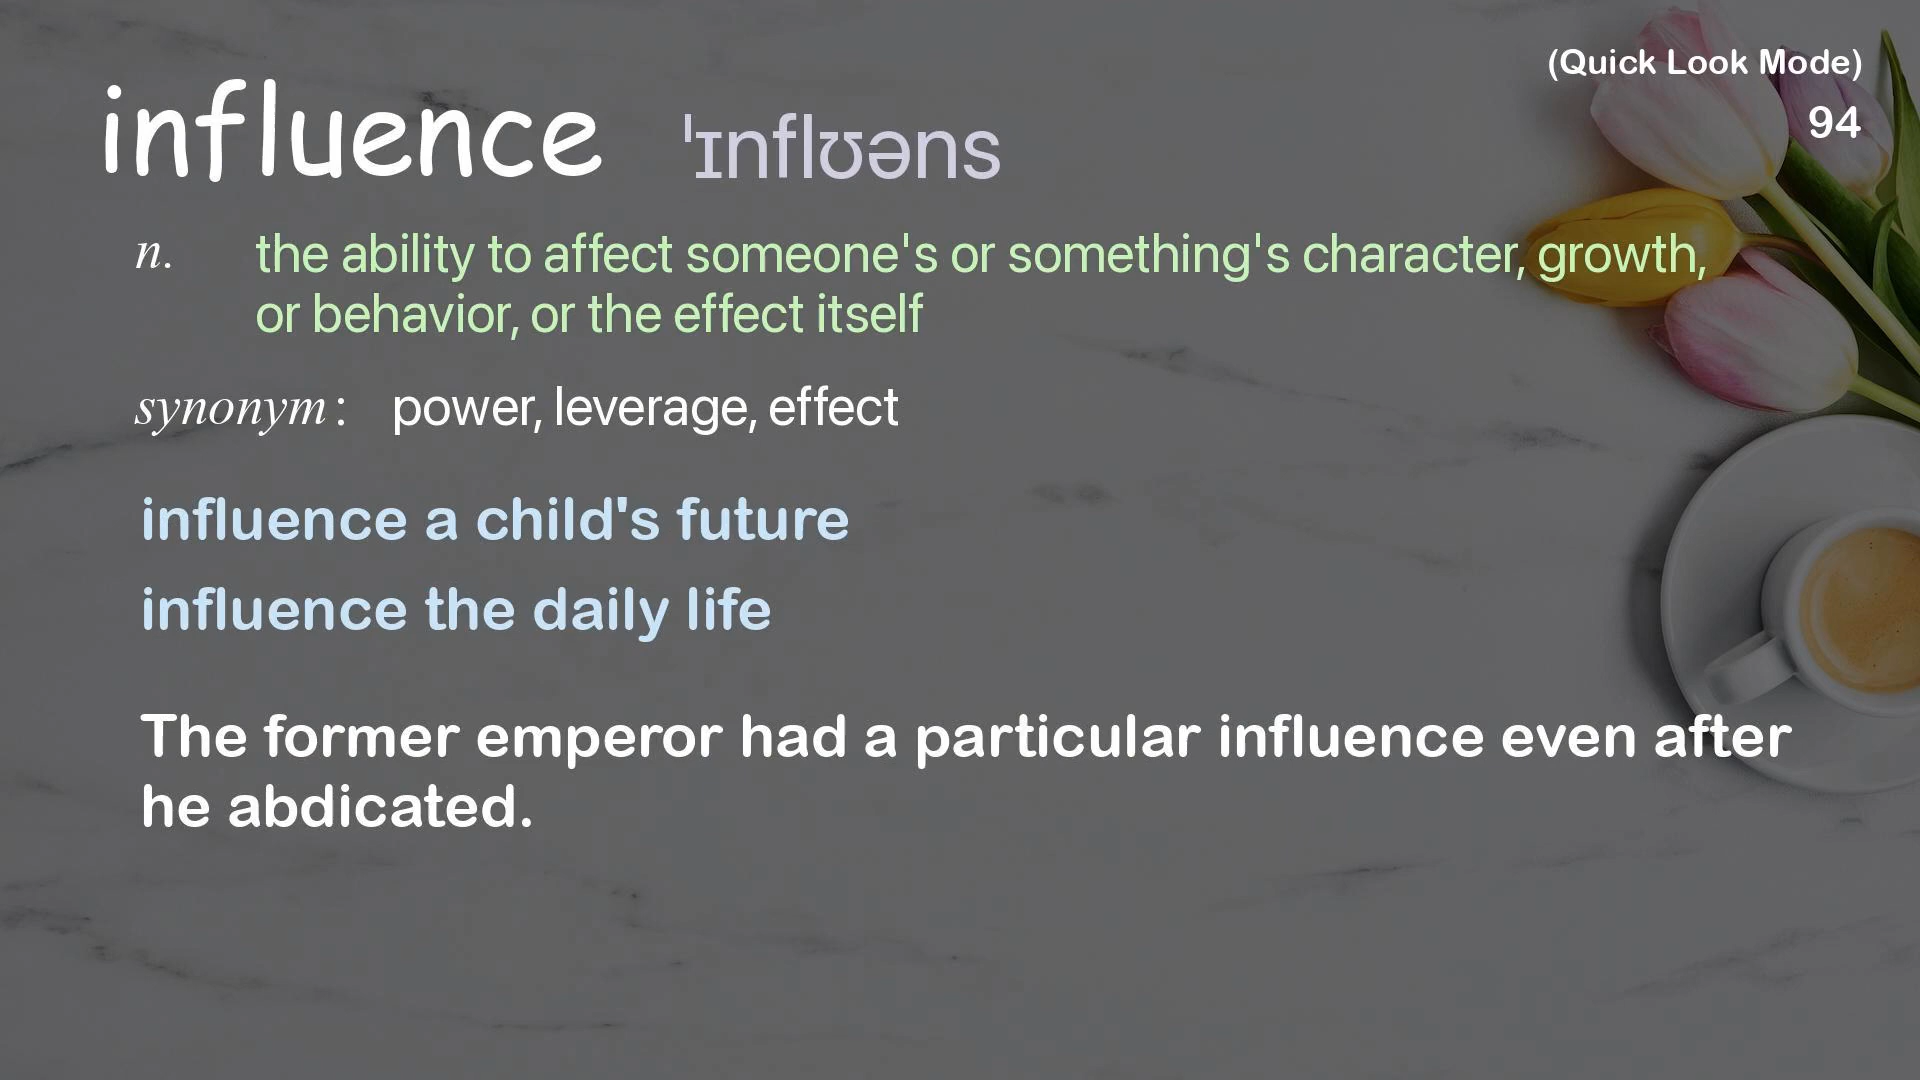 (Quick Look Mode)
94
influence ˈɪnflʊəns
n. the ability to affect someone's or something's character, growth,
or behavior, or the effect itself
synonym: power, leverage, effect
influence a child's future
influence the daily life
The former emperor had a particular influence even after
he abdicated.